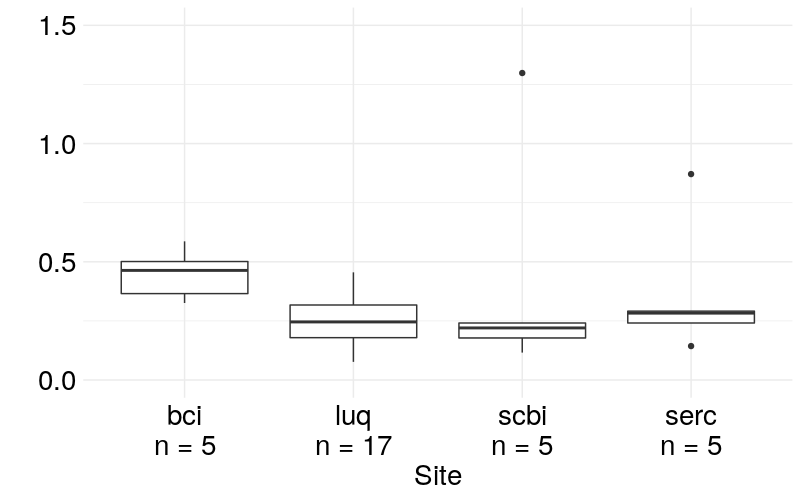 1.5
1.0
0.5
0.0
bci luq scbi serc
n = 5 n = 17 n = 5 n = 5
Site